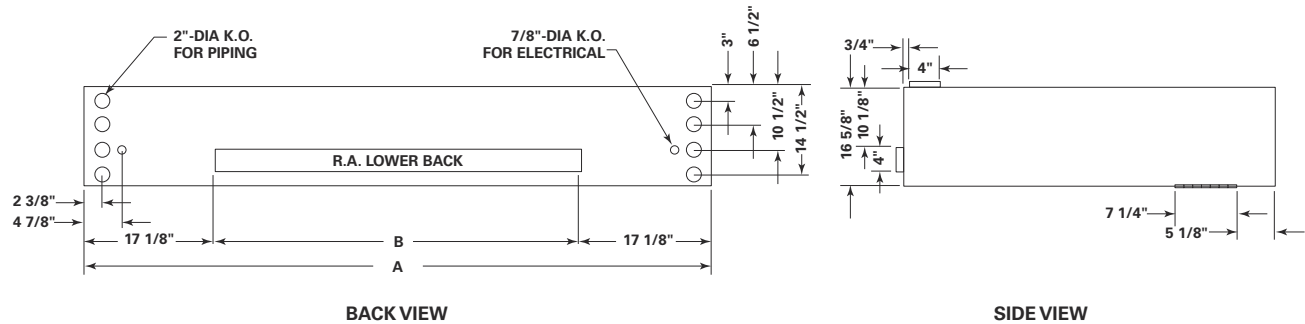 2"-DIA K.O.
FOR PIPING
7/8"-DIA K.O.
FOR ELECTRICAL
3"
6 1/2"
10 1/2"
14 1/2"
R.A. LOWER BACK
2 3/8"
4 7/8"
17 1/8"
B
17 1/8"
A
BACK VIEW
3/4"
4"
16 5/8"
10 1/8"
4"
7 1/4"
5 1/8"
SIDE VIEW